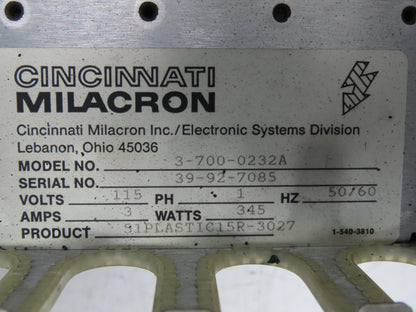 CINCINNATI
MILACRON
Cincinnati Milacron Inc./Electronic Systems Division
Lebanon, Ohio 45036
MODEL NO. 3-700-0232A
SERIAL NO. 39-92-7085
VOLTS 115 PH 1 HZ 50/60
AMPS 3 WATTS 345
PRODUCT 91PLASTIC15R-3027
1-540-3810